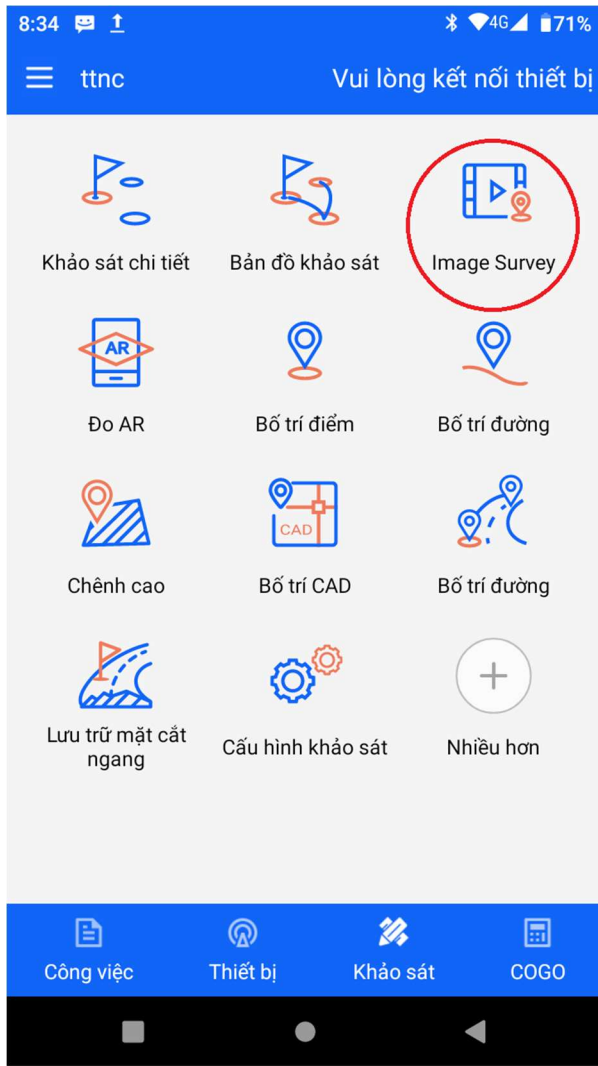 8:34 4G 71%
ttnc Vui lòng kết nối thiết bị
Khảo sát chi tiết Bản đồ khảo sát Image Survey
AR
Đo AR Bố trí điểm Bố trí đường
CAD
Chênh cao Bố trí CAD Bố trí đường
Lưu trữ mặt cắt
ngang
Cấu hình khảo sát Nhiều hơn
Công việc Thiết bị Khảo sát COGO